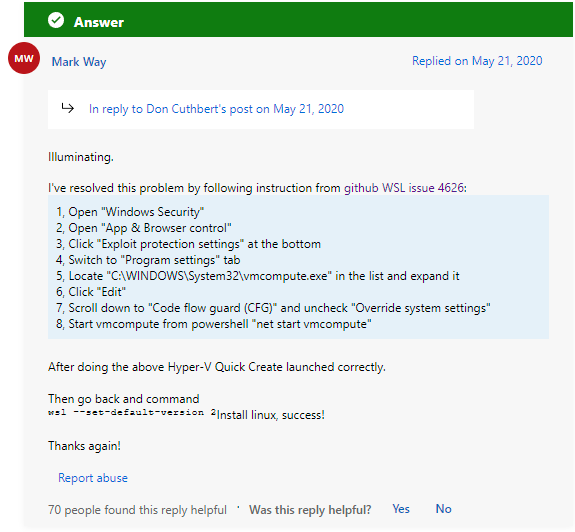 Answer
MW
Mark Way
Replied on May 21, 2020
In reply to Don Cuthbert's post on May 21, 2020
Illuminating.
I've resolved this problem by following instruction from github WSL issue 4626:
1, Open "Windows Security"
2, Open "App & Browser control"
3, Click "Exploit protection settings" at the bottom
4, Switch to "Program settings" tab
5, Locate "C:\WINDOWS\System32\vmcompute.exe" in the list and expand it
6, Click "Edit"
7, Scroll down to "Code flow guard (CFG)" and uncheck "Override system settings"
8, Start vmcompute from powershell "net start vmcompute"
After doing the above Hyper-V Quick Create launched correctly.
Then go back and command
wsl --set-default-version 2Install linux, success!
Thanks again!
Report abuse
70 people found this reply helpful · Was this reply helpful? Yes No